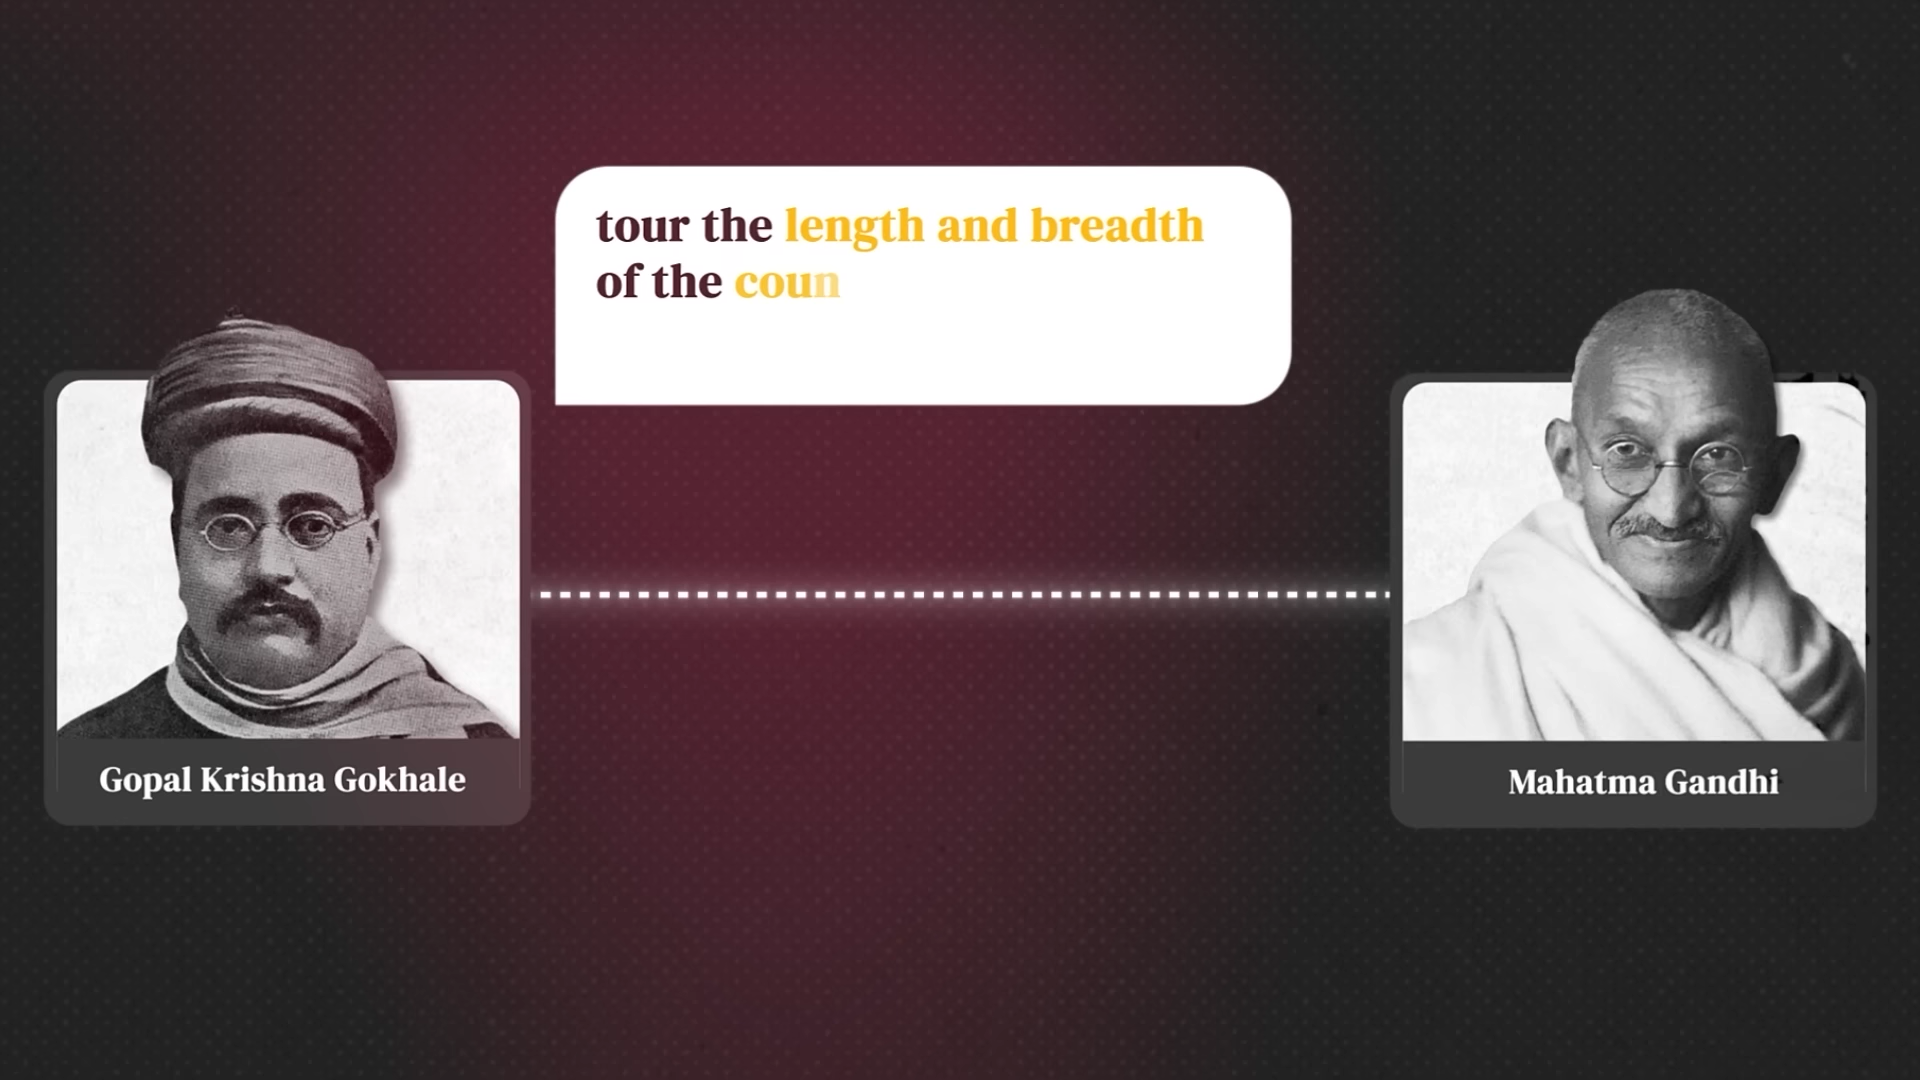 tour the length and breadth
of the coun
Gopal Krishna Gokhale
Mahatma Gandhi